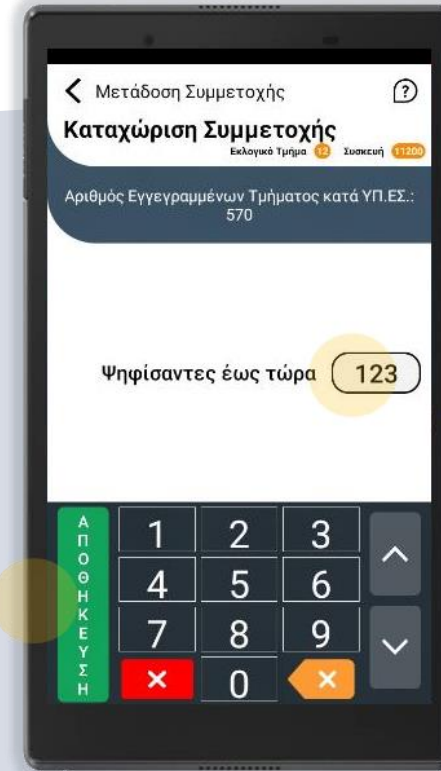 Μετάδοση Συμμετοχής ?
Καταχώριση Συμμετοχής
Εκλογικό Τμήμα 12 Συσκευή 11200
Αριθμός Εγγεγραμμένων Τμήματος κατά ΥΠ.ΕΣ.:
570
Ψηφίσαντες έως τώρα 123
ΑΠΟΘΗΚΕΥΣΗ
1 2 3
4 5 6
7 8 9
0